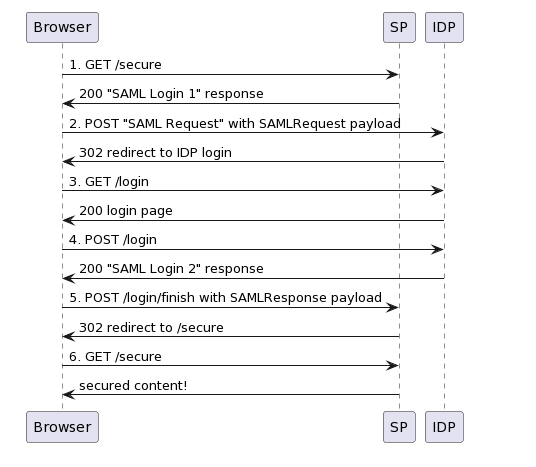 Browser SP IDP
1. GET /secure
200 "SAML Login 1" response
2. POST "SAML Request" with SAMLRequest payload
302 redirect to IDP login
3. GET /login
200 login page
4. POST /login
200 "SAML Login 2" response
5. POST /login/finish with SAMLResponse payload
302 redirect to /secure
6. GET /secure
secured content!
Browser SP IDP